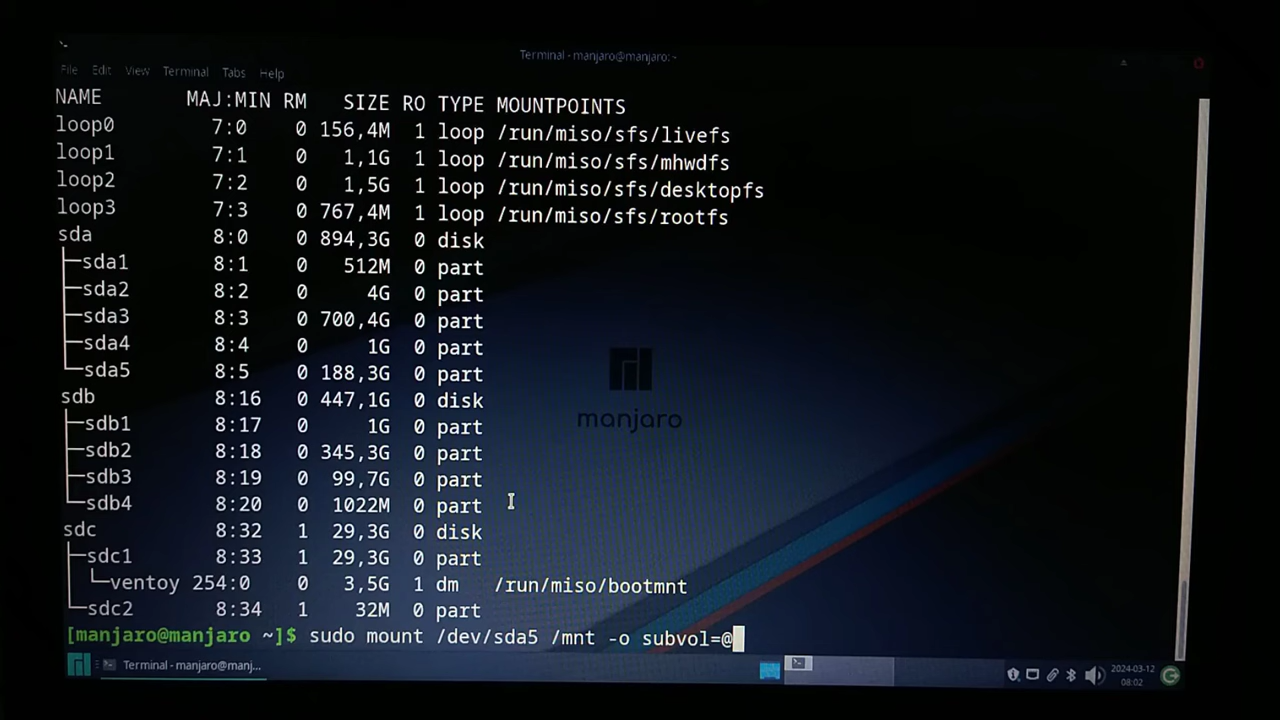 Terminal - manjaro@manjaro:~
File Edit View Terminal Tabs Help
NAME MAJ:MIN RM SIZE RO TYPE MOUNTPOINTS
loop0 7:0 0 156,4M 1 loop /run/miso/sfs/livefs
loop1 7:1 0 1,1G 1 loop /run/miso/sfs/mhwdfs
loop2 7:2 0 1,5G 1 loop /run/miso/sfs/desktopfs
loop3 7:3 0 767,4M 1 loop /run/miso/sfs/rootfs
sda 8:0 0 894,3G 0 disk
├─sda1 8:1 0 512M 0 part
├─sda2 8:2 0 4G 0 part
├─sda3 8:3 0 700,4G 0 part
├─sda4 8:4 0 1G 0 part
└─sda5 8:5 0 188,3G 0 part
sdb 8:16 0 447,1G 0 disk
├─sdb1 8:17 0 1G 0 part
├─sdb2 8:18 0 345,3G 0 part
├─sdb3 8:19 0 99,7G 0 part
└─sdb4 8:20 0 1022M 0 part
sdc 8:32 1 29,3G 0 disk
├─sdc1 8:33 1 29,3G 0 part
│ └─ventoy 254:0 0 3,5G 1 dm /run/miso/bootmnt
└─sdc2 8:34 1 32M 0 part
[manjaro@manjaro ~]$ sudo mount /dev/sda5 /mnt -o subvol=@
manjaro
Terminal - manjaro@manj...
2024-03-12
08:02